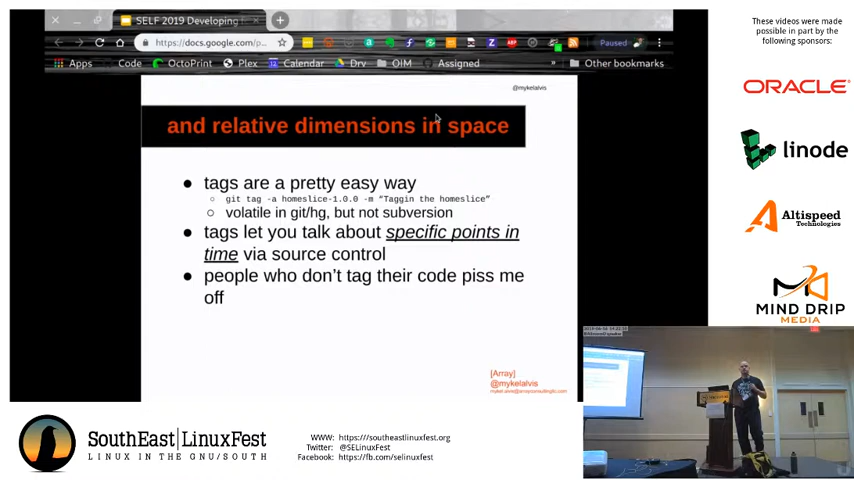 SELF 2019 Developing
https://docs.google.com/p...
Paused
Apps
Code
OctoPrint
Plex
Calendar
Dry
OIM
Assigned
Other bookmarks
@mykelalvis
and relative dimensions in space
tags are a pretty easy way
git tag -a homeslice-1.0.0 -m “Taggin the homeslice”
volatile in git/hg, but not subversion
tags let you talk about specific points in
time via source control
people who don’t tag their code piss me
off
[Array]
@mykelalvis
These videos were made
possible in part by the
following sponsors:
ORACLE
linode
Altispeed
Technologies
MIND DRIP
MEDIA
SouthEast|LinuxFest
LINUX IN THE GNU/SOUTH
WWW: https://southeastlinuxfest.org
Twitter: @SELinuxFest
Facebook: https://fb.com/selinuxfest